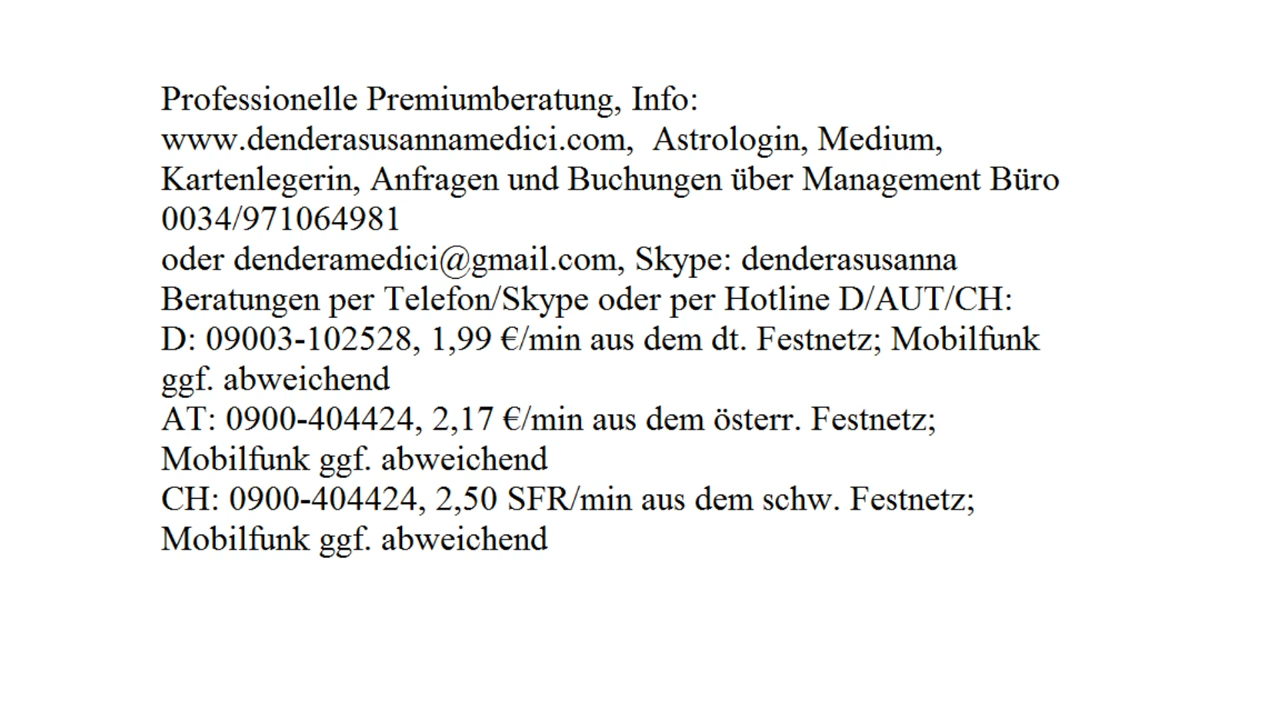 Professionelle Premiumberatung, Info:
www.denderasusannamedici.com,  Astrologin, Medium,
Kartenlegerin, Anfragen und Buchungen über Management Büro
0034/971064981
oder denderamedici@gmail.com, Skype: denderasusanna
Beratungen per Telefon/Skype oder per Hotline D/AUT/CH:
D: 09003-102528, 1,99 €/min aus dem dt. Festnetz; Mobilfunk
ggf. abweichend
AT: 0900-404424, 2,17 €/min aus dem österr. Festnetz;
Mobilfunk ggf. abweichend
CH: 0900-404424, 2,50 SFR/min aus dem schw. Festnetz;
Mobilfunk ggf. abweichend